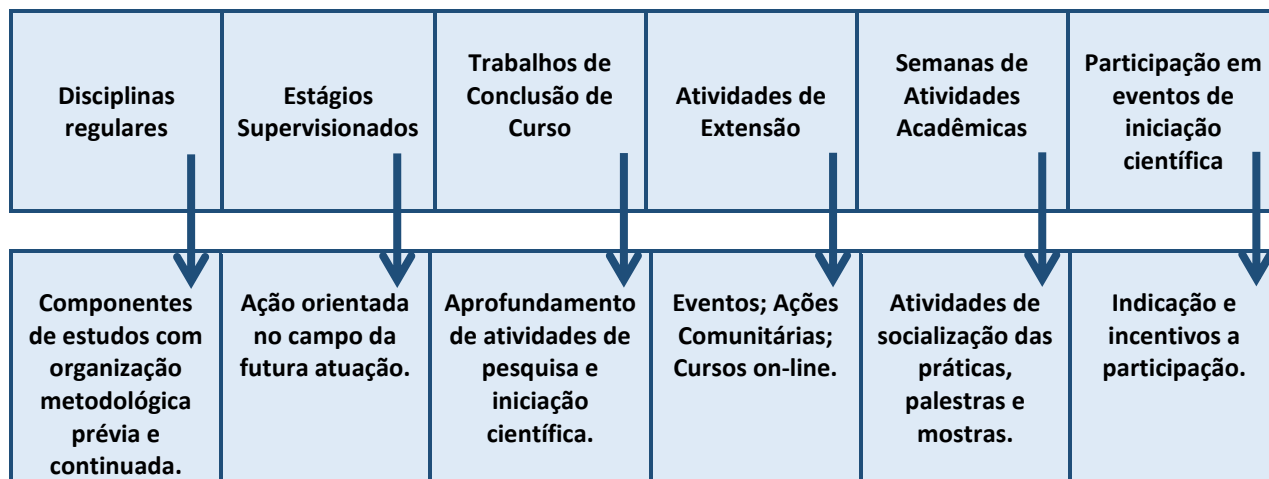 Disciplinas
regulares
Estágios
Supervisionados
Trabalhos de
Conclusão de
Curso
Atividades de
Extensão
Semanas de
Atividades
Acadêmicas
Participação em
eventos de
iniciação
científica
Componentes
de estudos com
organização
metodológica
prévia e
continuada.
Ação orientada
no campo da
futura atuação.
Aprofundamento
de atividades de
pesquisa e
iniciação
científica.
Eventos; Ações
Comunitárias;
Cursos on-line.
Atividades de
socialização das
práticas,
palestras e
mostras.
Indicação e
incentivos a
participação.